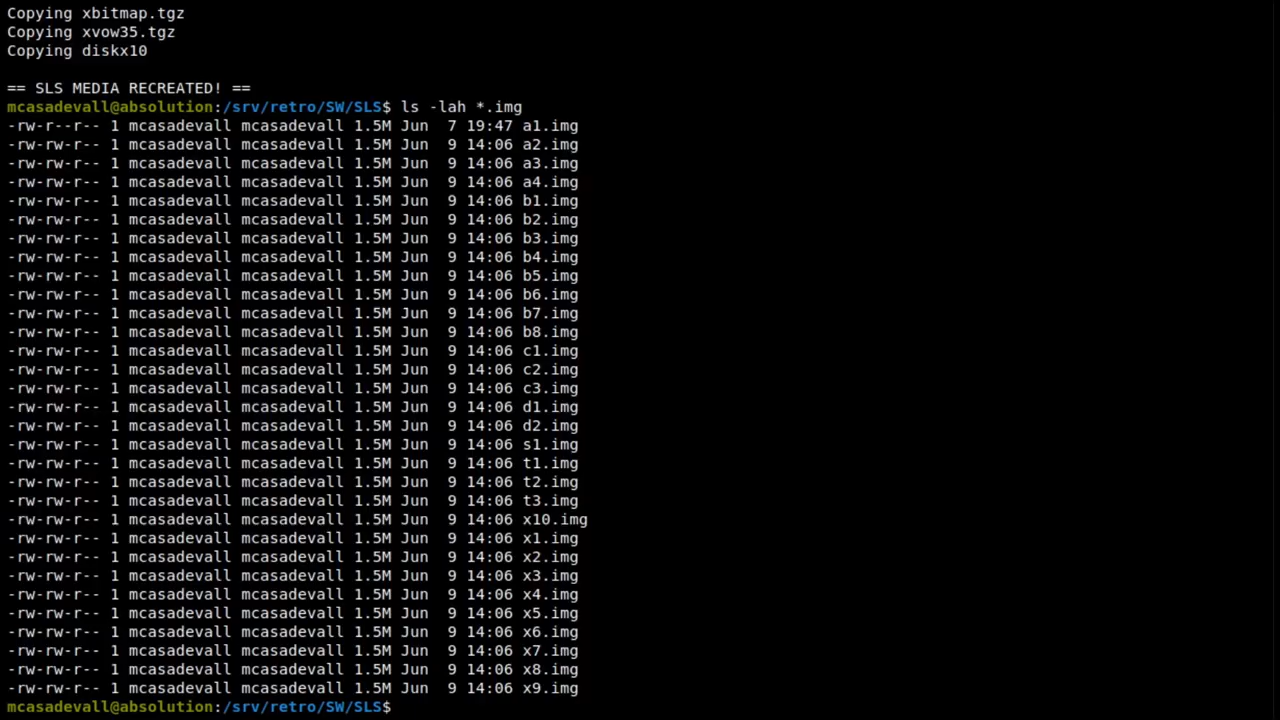 Copying xbitmap.tgz
Copying xvow35.tgz
Copying diskx10
== SLS MEDIA RECREATED! ==
mcasadevall@absolution:/srv/retro/SW/SLS$ ls -lah *.img
-rw-r--r-- 1 mcasadevall mcasadevall 1.5M Jun  7 19:47 a1.img
-rw-rw-r-- 1 mcasadevall mcasadevall 1.5M Jun  9 14:06 a2.img
-rw-rw-r-- 1 mcasadevall mcasadevall 1.5M Jun  9 14:06 a3.img
-rw-rw-r-- 1 mcasadevall mcasadevall 1.5M Jun  9 14:06 a4.img
-rw-rw-r-- 1 mcasadevall mcasadevall 1.5M Jun  9 14:06 b1.img
-rw-rw-r-- 1 mcasadevall mcasadevall 1.5M Jun  9 14:06 b2.img
-rw-rw-r-- 1 mcasadevall mcasadevall 1.5M Jun  9 14:06 b3.img
-rw-rw-r-- 1 mcasadevall mcasadevall 1.5M Jun  9 14:06 b4.img
-rw-rw-r-- 1 mcasadevall mcasadevall 1.5M Jun  9 14:06 b5.img
-rw-rw-r-- 1 mcasadevall mcasadevall 1.5M Jun  9 14:06 b6.img
-rw-rw-r-- 1 mcasadevall mcasadevall 1.5M Jun  9 14:06 b7.img
-rw-rw-r-- 1 mcasadevall mcasadevall 1.5M Jun  9 14:06 b8.img
-rw-rw-r-- 1 mcasadevall mcasadevall 1.5M Jun  9 14:06 c1.img
-rw-rw-r-- 1 mcasadevall mcasadevall 1.5M Jun  9 14:06 c2.img
-rw-rw-r-- 1 mcasadevall mcasadevall 1.5M Jun  9 14:06 c3.img
-rw-rw-r-- 1 mcasadevall mcasadevall 1.5M Jun  9 14:06 d1.img
-rw-rw-r-- 1 mcasadevall mcasadevall 1.5M Jun  9 14:06 d2.img
-rw-rw-r-- 1 mcasadevall mcasadevall 1.5M Jun  9 14:06 s1.img
-rw-rw-r-- 1 mcasadevall mcasadevall 1.5M Jun  9 14:06 t1.img
-rw-rw-r-- 1 mcasadevall mcasadevall 1.5M Jun  9 14:06 t2.img
-rw-rw-r-- 1 mcasadevall mcasadevall 1.5M Jun  9 14:06 t3.img
-rw-rw-r-- 1 mcasadevall mcasadevall 1.5M Jun  9 14:06 x10.img
-rw-rw-r-- 1 mcasadevall mcasadevall 1.5M Jun  9 14:06 x1.img
-rw-rw-r-- 1 mcasadevall mcasadevall 1.5M Jun  9 14:06 x2.img
-rw-rw-r-- 1 mcasadevall mcasadevall 1.5M Jun  9 14:06 x3.img
-rw-rw-r-- 1 mcasadevall mcasadevall 1.5M Jun  9 14:06 x4.img
-rw-rw-r-- 1 mcasadevall mcasadevall 1.5M Jun  9 14:06 x5.img
-rw-rw-r-- 1 mcasadevall mcasadevall 1.5M Jun  9 14:06 x6.img
-rw-rw-r-- 1 mcasadevall mcasadevall 1.5M Jun  9 14:06 x7.img
-rw-rw-r-- 1 mcasadevall mcasadevall 1.5M Jun  9 14:06 x8.img
-rw-rw-r-- 1 mcasadevall mcasadevall 1.5M Jun  9 14:06 x9.img
mcasadevall@absolution:/srv/retro/SW/SLS$